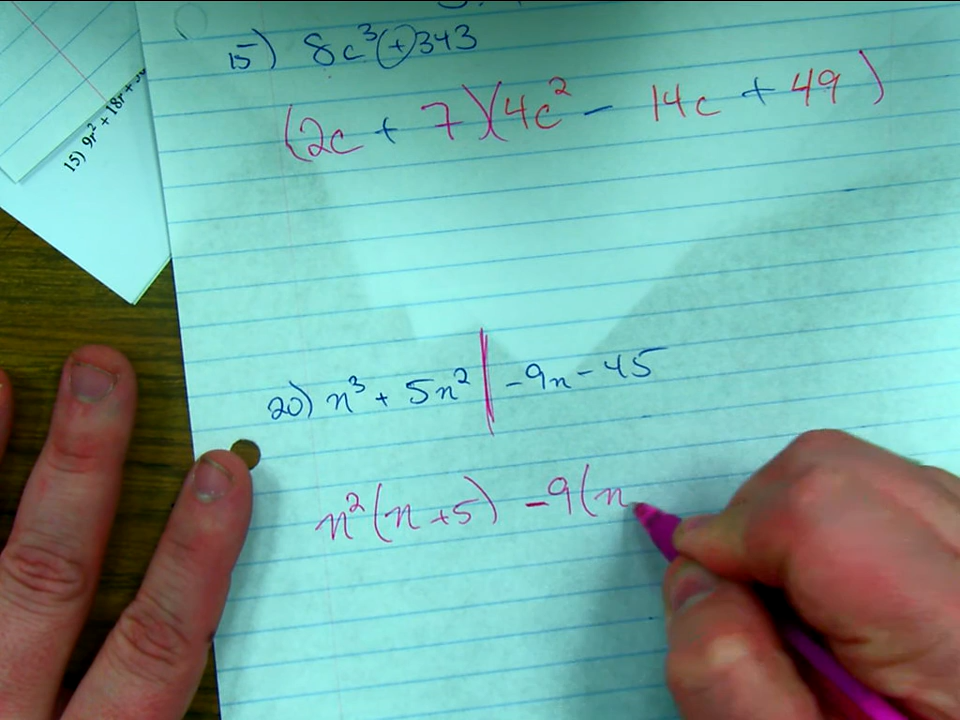 15) 9r² + 18r +
15) 8c³ + 343
(2c + 7)(4c² - 14c + 49)
20) n³ + 5n² | -9n - 45
n²(n + 5) -9(n